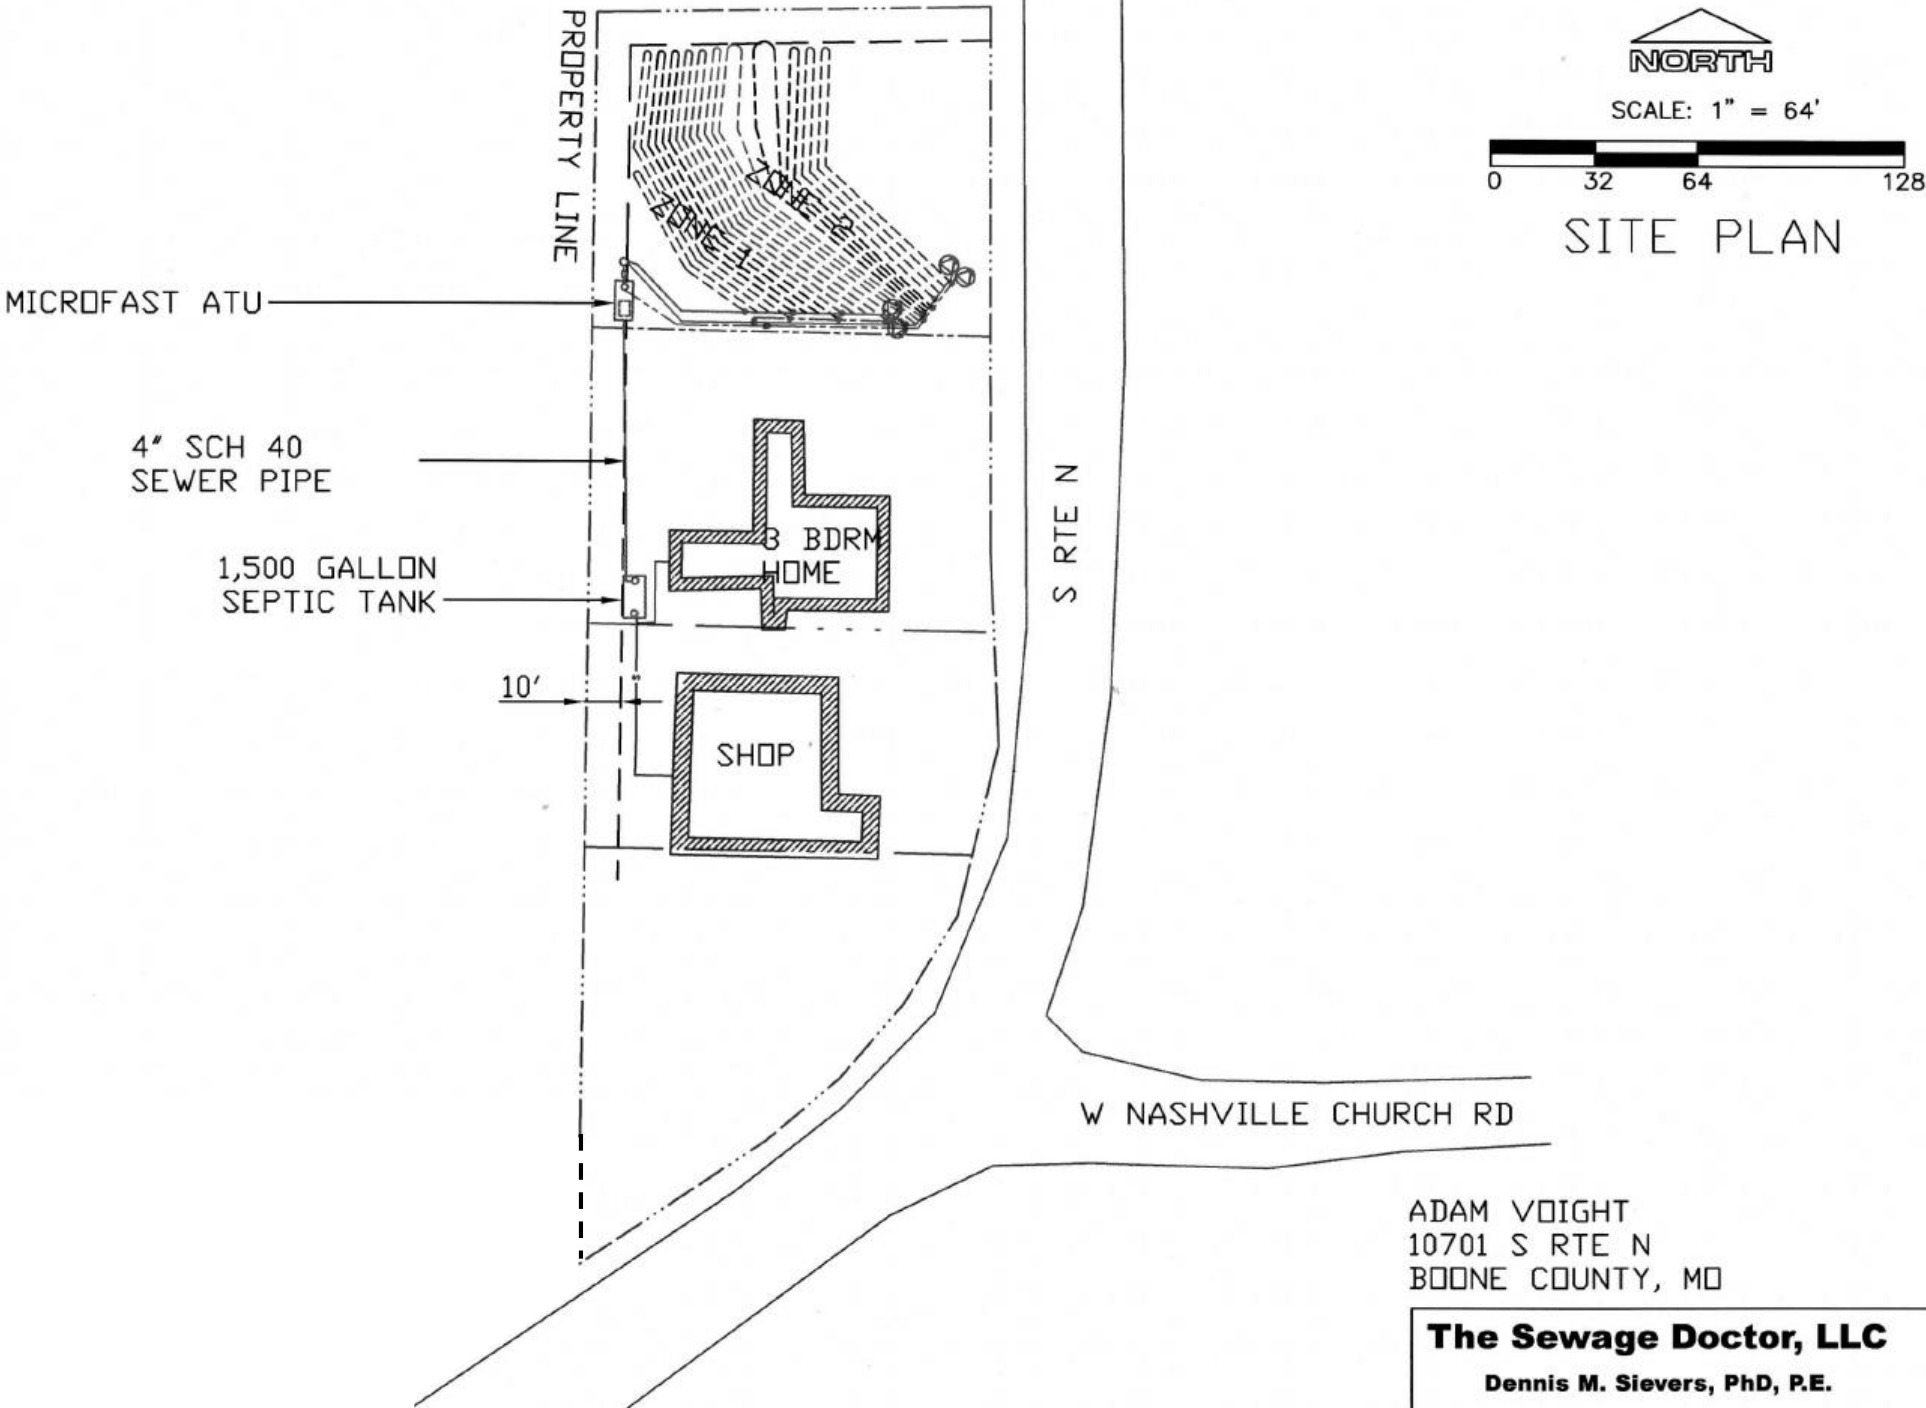 NORTH
SCALE: 1" = 64'
0 32 64 128
SITE PLAN
PROPERTY LINE
ZONE 1
ZONE 2
MICROFAST ATU
4" SCH 40
SEWER PIPE
1,500 GALLON
SEPTIC TANK
3 BDRM
HOME
S RTE N
10'
S
SHOP
W NASHVILLE CHURCH RD
ADAM VOIGHT
10701 S RTE N
BOONE COUNTY, MO
The Sewage Doctor, LLC
Dennis M. Sievers, PhD, P.E.